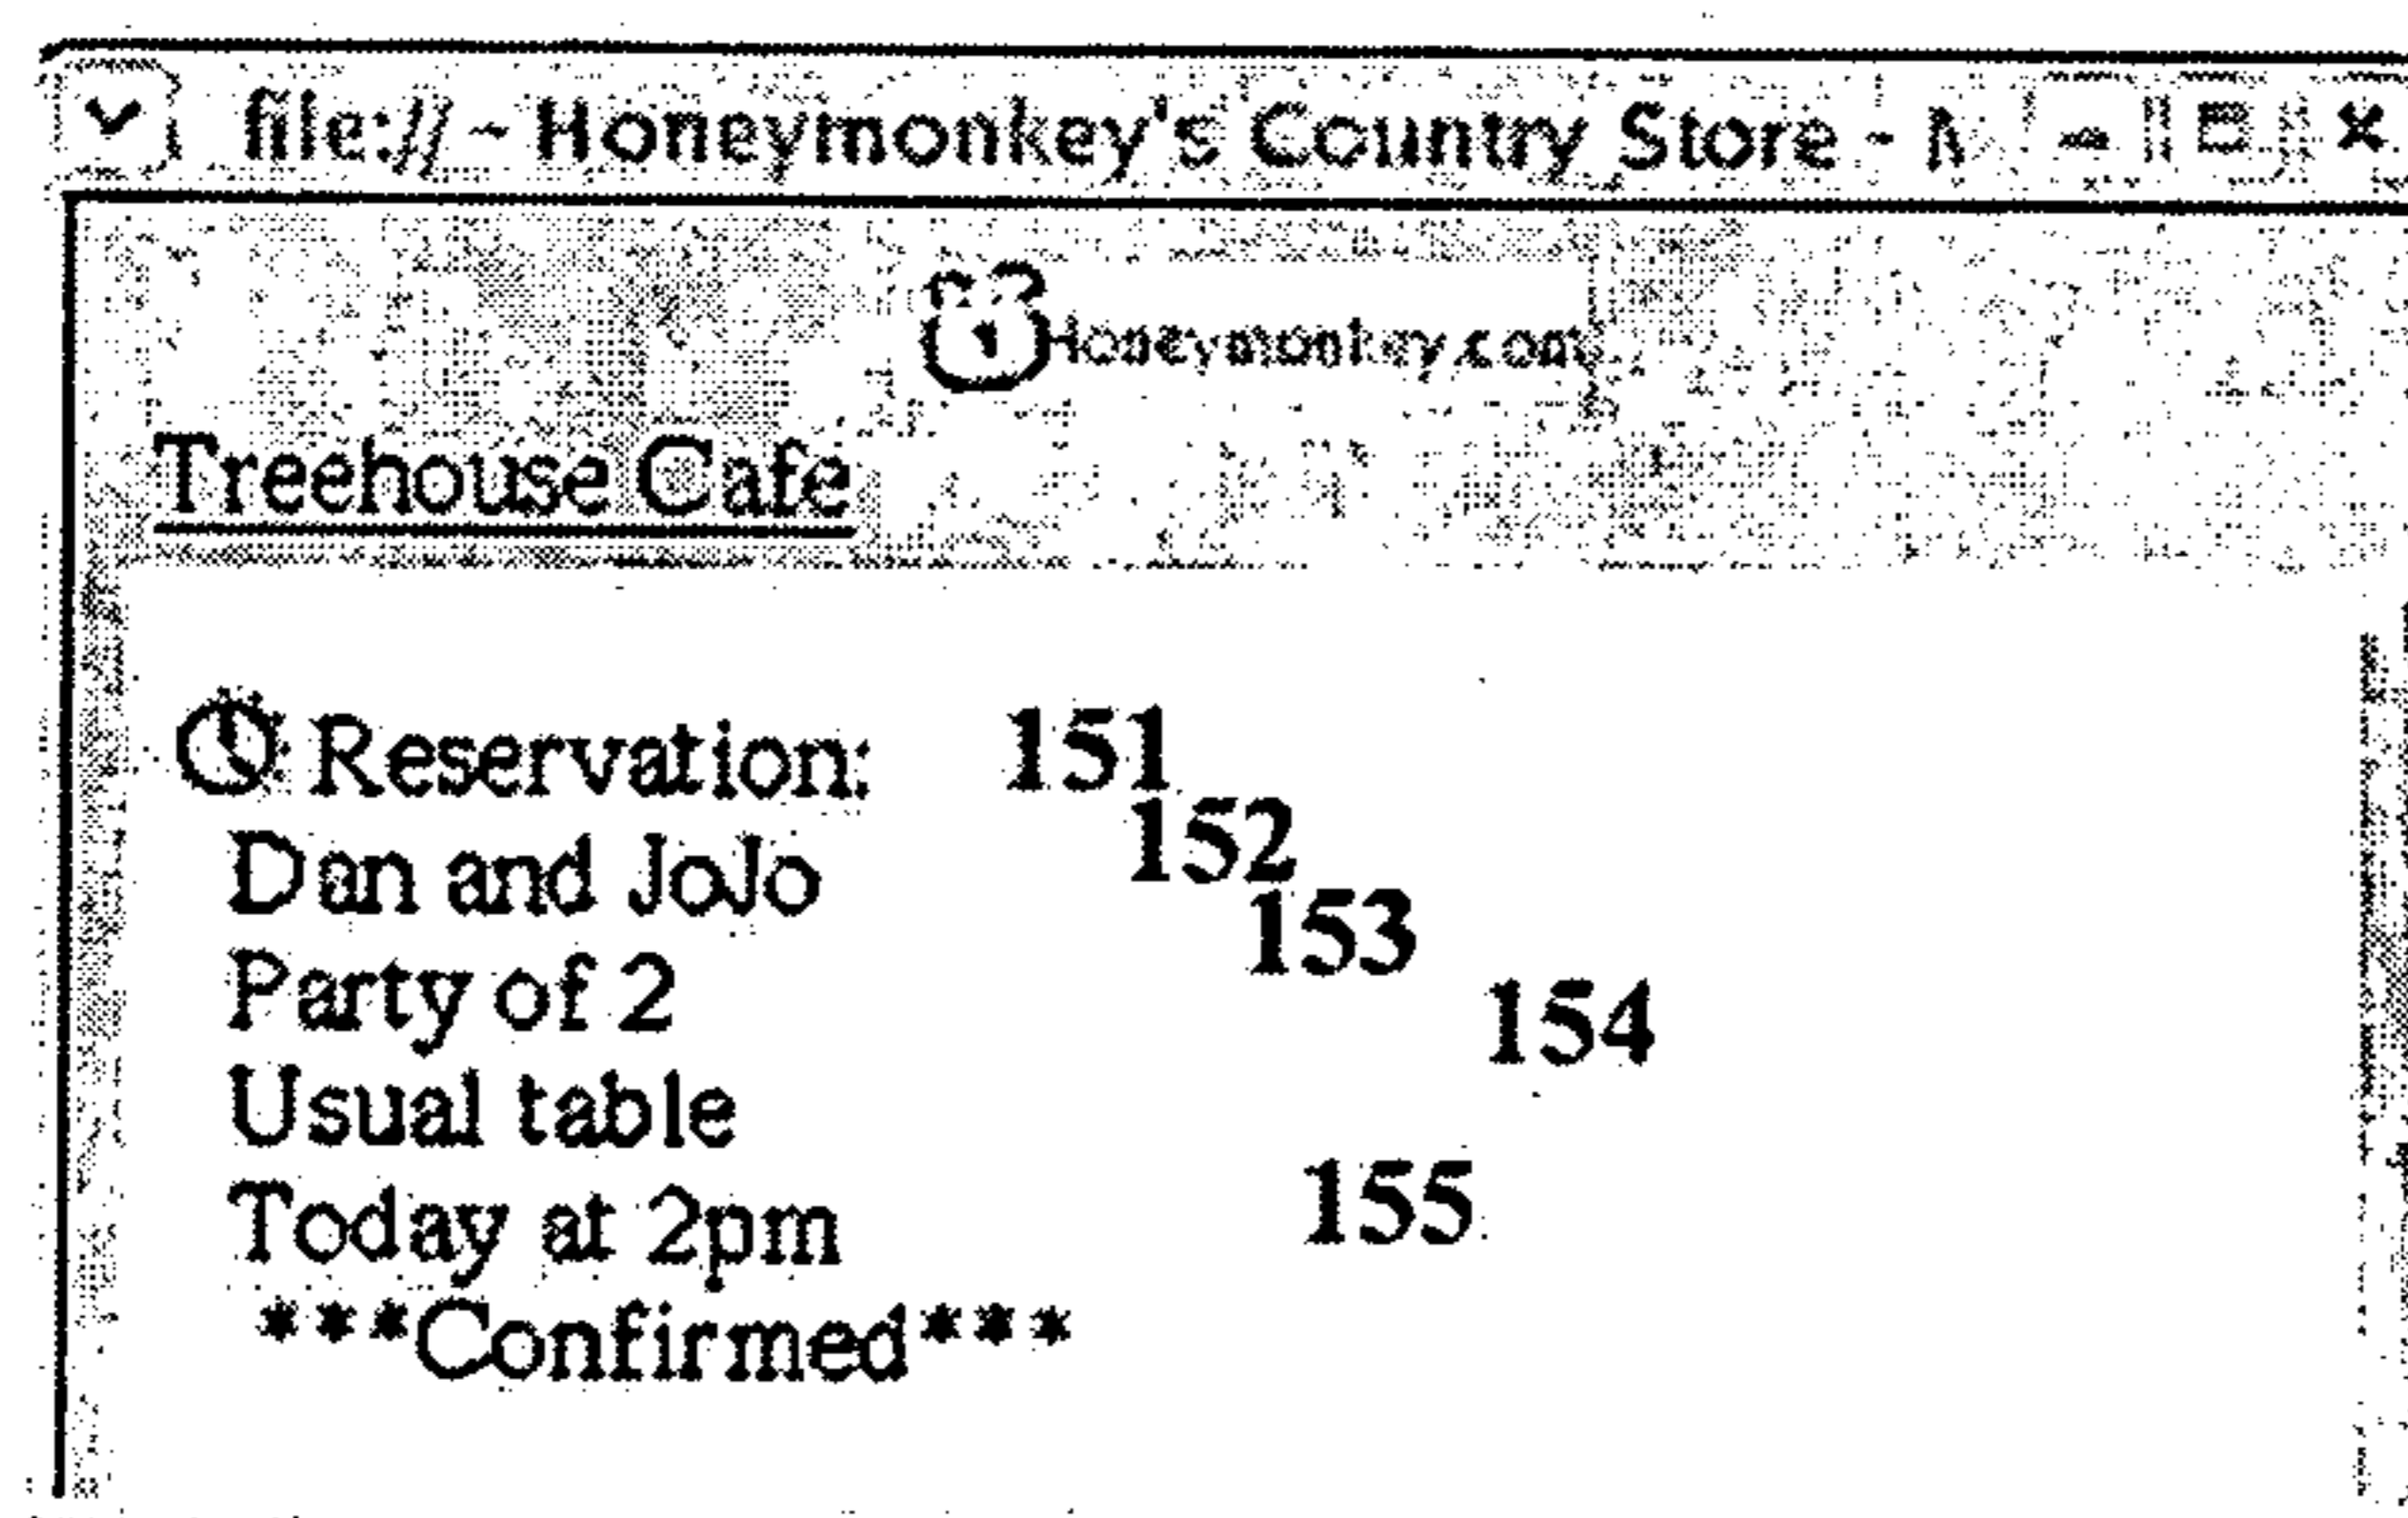 file:// - Honeymonkey's Country Store -
Honeymonkey.com
Treehouse Cafe
Reservation: 151
152
Dan and JoJo
153
Party of 2
154
Usual table
Today at 2pm 155
***Confirmed***